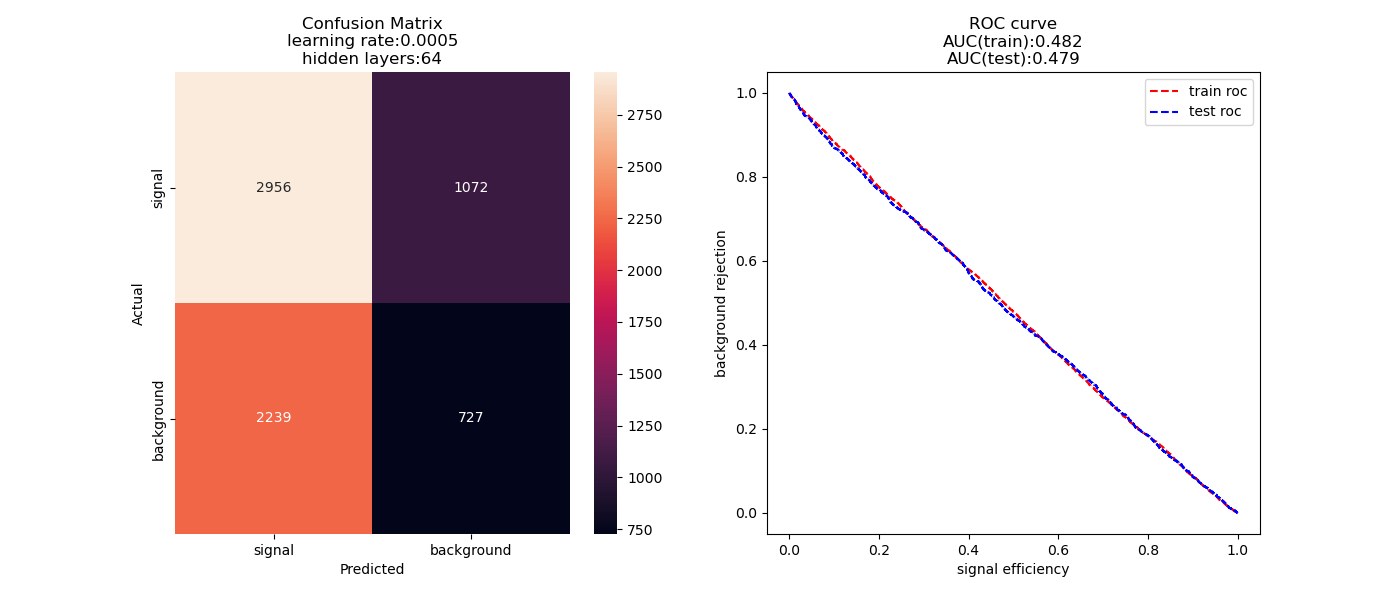 Confusion Matrix
learning rate:0.0005
hidden layers:64
signal
background
Actual
2956
1072
2239
727
signal
background
Predicted
2750
2500
2250
2000
1750
1500
1250
1000
750
ROC curve
AUC(train):0.482
AUC(test):0.479
train roc
test roc
background rejection
1.0
0.8
0.6
0.4
0.2
0.0
0.0
0.2
0.4
0.6
0.8
1.0
signal efficiency